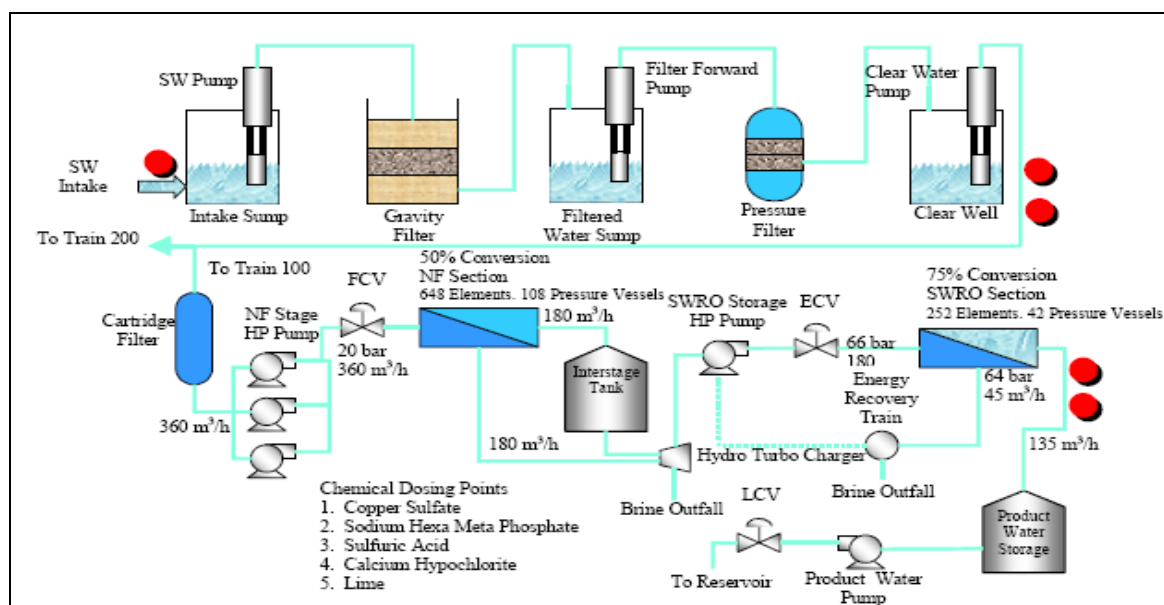 SW Pump
Filter Forward
Pump
Clear Water
Pump
SW
Intake
Intake Sump
Gravity
Filter
Filtered
Water Sump
Pressure
Filter
Clear Well
To Train 200
To Train 100
Cartridge
Filter
360 m³/h
NF Stage
HP Pump
FCV
20 bar
360 m³/h
50% Conversion
NF Section
648 Elements. 108 Pressure Vessels
180 m³/h
Interstage
Tank
180 m³/h
SWRO Storage
HP Pump
ECV
66 bar
180
75% Conversion
SWRO Section
252 Elements. 42 Pressure Vessels
64 bar
45 m³/h
Energy
Recovery
Train
135 m³/h
Hydro Turbo Charger
Brine Outfall
Brine Outfall
Chemical Dosing Points
1. Copper Sulfate
2. Sodium Hexa Meta Phosphate
3. Sulfuric Acid
4. Calcium Hypochlorite
5. Lime
LCV
To Reservoir
Product Water
Pump
Product
Water
Storage